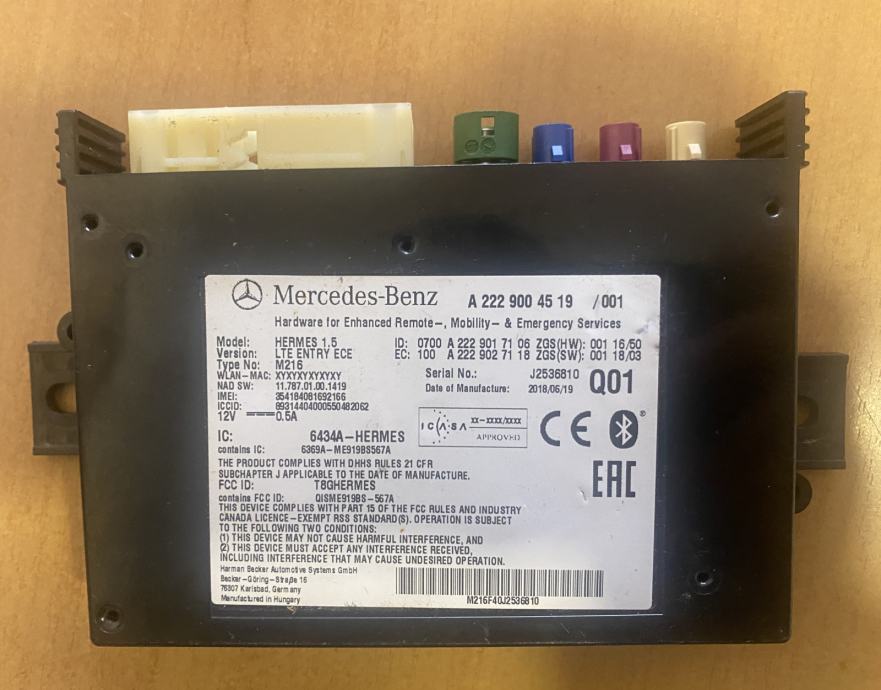 Mercedes-Benz A 222 900 45 19 /001
Hardware for Enhanced Remote-, Mobility- & Emergency Services
Model: HERMES 1.5 ID: 0700 A 222 901 71 06 ZGS(HW): 001 16/50
Version: LTE ENTRY ECE EC: 100 A 222 902 71 18 ZGS(SW): 001 18/03
Type No: M216
WLAN-MAC: XYXYXYXYXYXY Serial No.: J2536810 Q01
NAD SW: 11.787.01.00.1419 Date of Manufacture: 2018/06/19
IMEI: 354184081692166
ICCID: 89314404000550482062
12V 0.5A
ICASA XX-XXXX/XXXX
APPROVED
CE
IC: 6434A-HERMES
contains IC: 6369A-ME919BS567A
EAC
THE PRODUCT COMPLIES WITH DHHS RULES 21 CFR
SUBCHAPTER J APPLICABLE TO THE DATE OF MANUFACTURE.
FCC ID: T8GHERMES
contains FCC ID: QISME919BS-567A
THIS DEVICE COMPLIES WITH PART 15 OF THE FCC RULES AND INDUSTRY
CANADA LICENCE-EXEMPT RSS STANDARD(S). OPERATION IS SUBJECT
TO THE FOLLOWING TWO CONDITIONS:
(1) THIS DEVICE MAY NOT CAUSE HARMFUL INTERFERENCE, AND
(2) THIS DEVICE MUST ACCEPT ANY INTERFERENCE RECEIVED,
INCLUDING INTERFERENCE THAT MAY CAUSE UNDESIRED OPERATION.
Harman Becker Automotive Systems GmbH
Becker-Göring-Straße 16
76307 Karlsbad, Germany
Manufactured in Hungary
M216F40J2536810